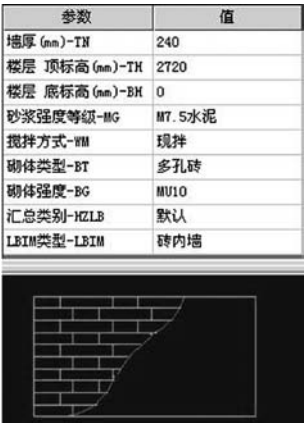 参数 值
墙厚(mm)-TN 240
楼层 顶标高(mm)-TH 2720
楼层 底标高(mm)-BH 0
砂浆强度等级-MG M7.5水泥
搅拌方式-WM 现拌
砌体类型-BT 多孔砖
砌体强度-BG MU10
汇总类别-HZLB 默认
LBIM类型-LBIM 砖内墙